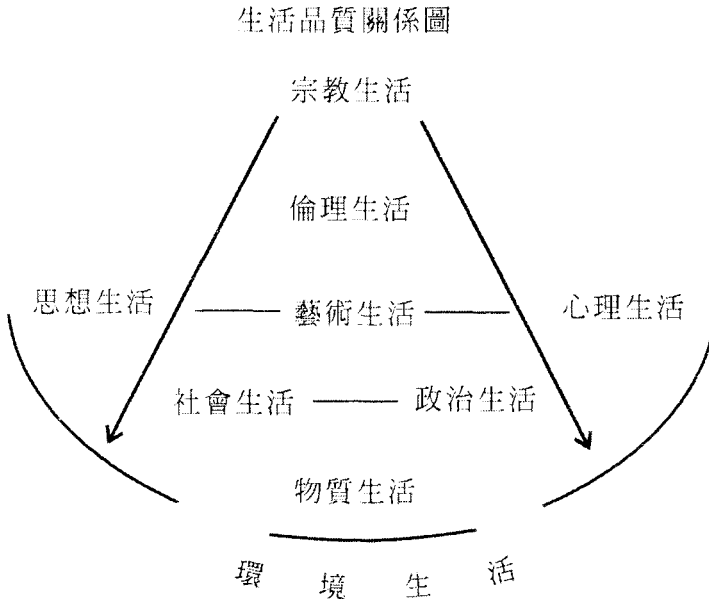 生活品質關係圖
宗教生活
倫理生活
思想生活 藝術生活 心理生活
社會生活 政治生活
物質生活
環境生活